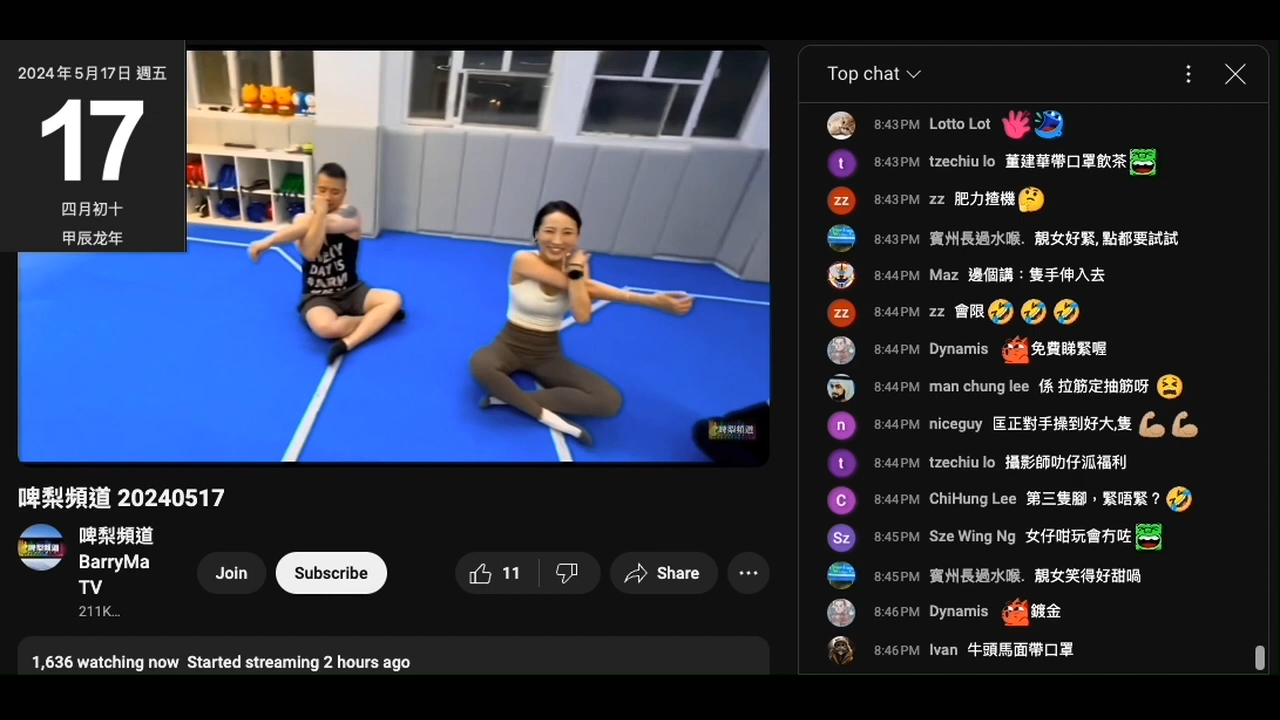 2024年5月17日 週五
17
四月初十
甲辰龙年
啤梨頻道
啤梨頻道 20240517
啤梨頻道
BarryMa
TV
211K...
Join
Subscribe
11
Share
1,636 watching now Started streaming 2 hours ago
Top chat
8:43PM Lotto Lot
8:43PM tzechiu lo 董建華帶口罩飲茶
8:43PM zz 肥力揸機
8:43PM 賓州長過水喉. 靚女好緊, 點都要試試
8:44PM Maz 邊個講：隻手伸入去
8:44PM zz 會限
8:44PM Dynamis 免費睇緊喔
8:44PM man chung lee 係 拉筋定抽筋呀
8:44PM niceguy 匡正對手操到好大,隻
8:44PM tzechiu lo 攝影師叻仔派福利
8:44PM ChiHung Lee 第三隻腳，緊唔緊？
8:45PM Sze Wing Ng 女仔咁玩會冇咗
8:45PM 賓州長過水喉. 靚女笑得好甜喎
8:46PM Dynamis 鍍金
8:46PM Ivan 牛頭馬面帶口罩